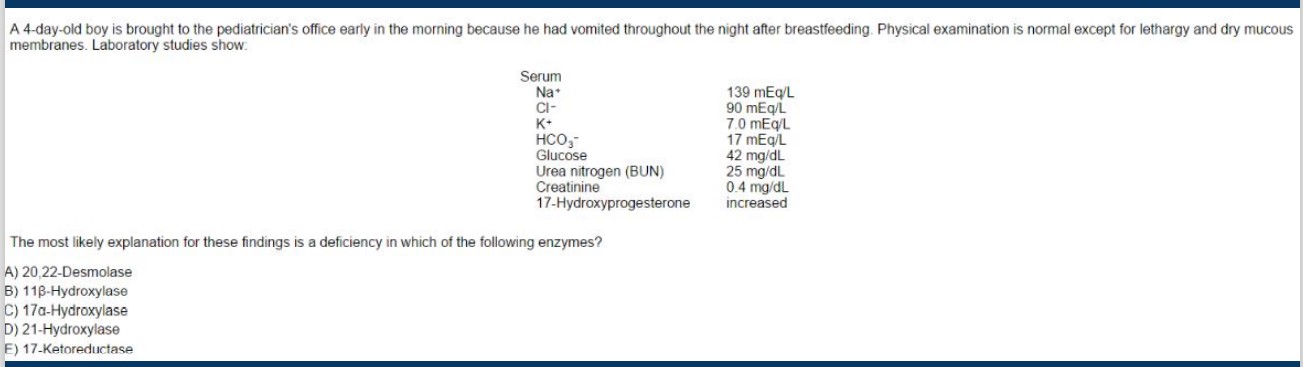 A 4-day-old boy is brought to the pediatrician's office early in the morning because he had vomited throughout the night after breastfeeding. Physical examination is normal except for lethargy and dry mucous
membranes. Laboratory studies show:
Serum
Na+ 139 mEq/L
Cl- 90 mEq/L
K+ 7.0 mEq/L
HCO3- 17 mEq/L
Glucose 42 mg/dL
Urea nitrogen (BUN) 25 mg/dL
Creatinine 0.4 mg/dL
17-Hydroxyprogesterone increased
The most likely explanation for these findings is a deficiency in which of the following enzymes?
A) 20,22-Desmolase
B) 11β-Hydroxylase
C) 17α-Hydroxylase
D) 21-Hydroxylase
E) 17-Ketoreductase